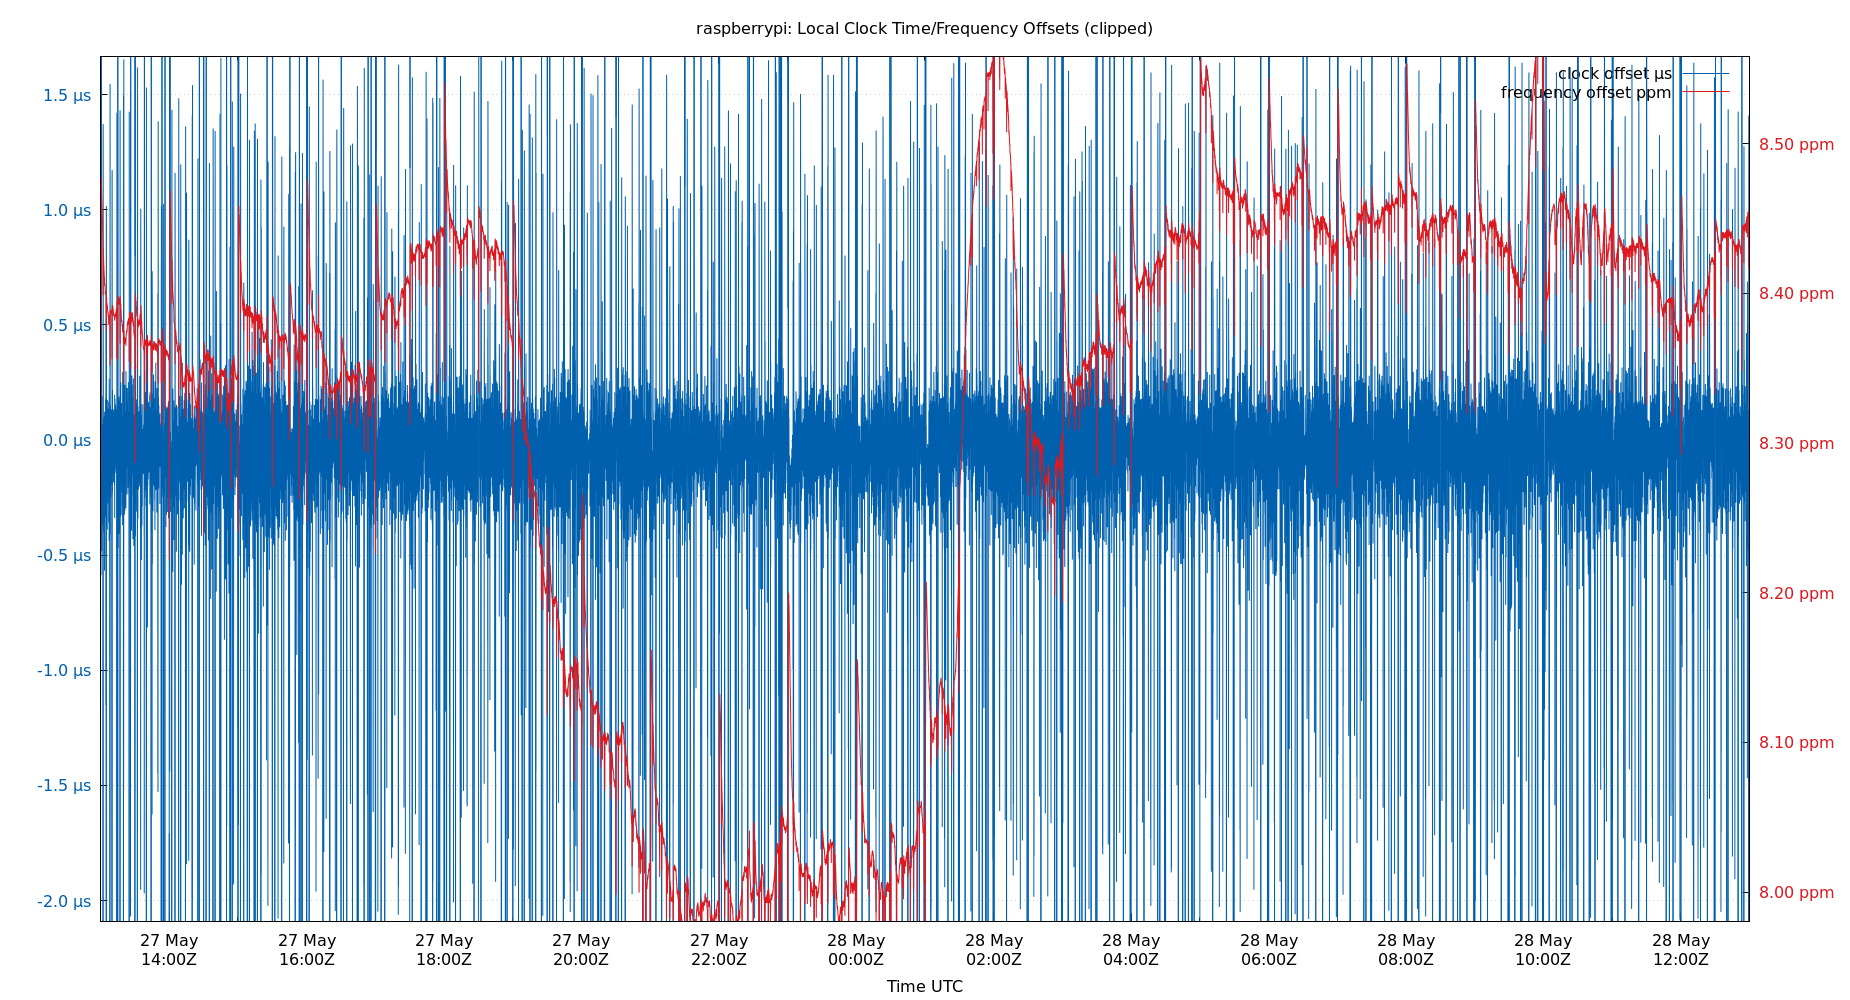 raspberrypi: Local Clock Time/Frequency Offsets (clipped)
clock offset µs
frequency offset ppm
1.5 µs
1.0 µs
0.5 µs
0.0 µs
-0.5 µs
-1.0 µs
-1.5 µs
-2.0 µs
8.50 ppm
8.40 ppm
8.30 ppm
8.20 ppm
8.10 ppm
8.00 ppm
27 May 27 May 27 May 27 May 27 May 28 May 28 May 28 May 28 May 28 May 28 May 28 May
14:00Z 16:00Z 18:00Z 20:00Z 22:00Z 00:00Z 02:00Z 04:00Z 06:00Z 08:00Z 10:00Z 12:00Z
Time UTC